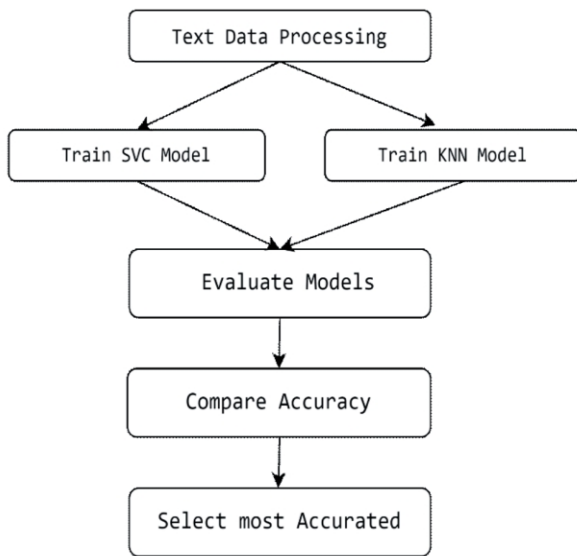 Text Data Processing
Train SVC Model
Train KNN Model
Evaluate Models
Compare Accuracy
Select most Accurated